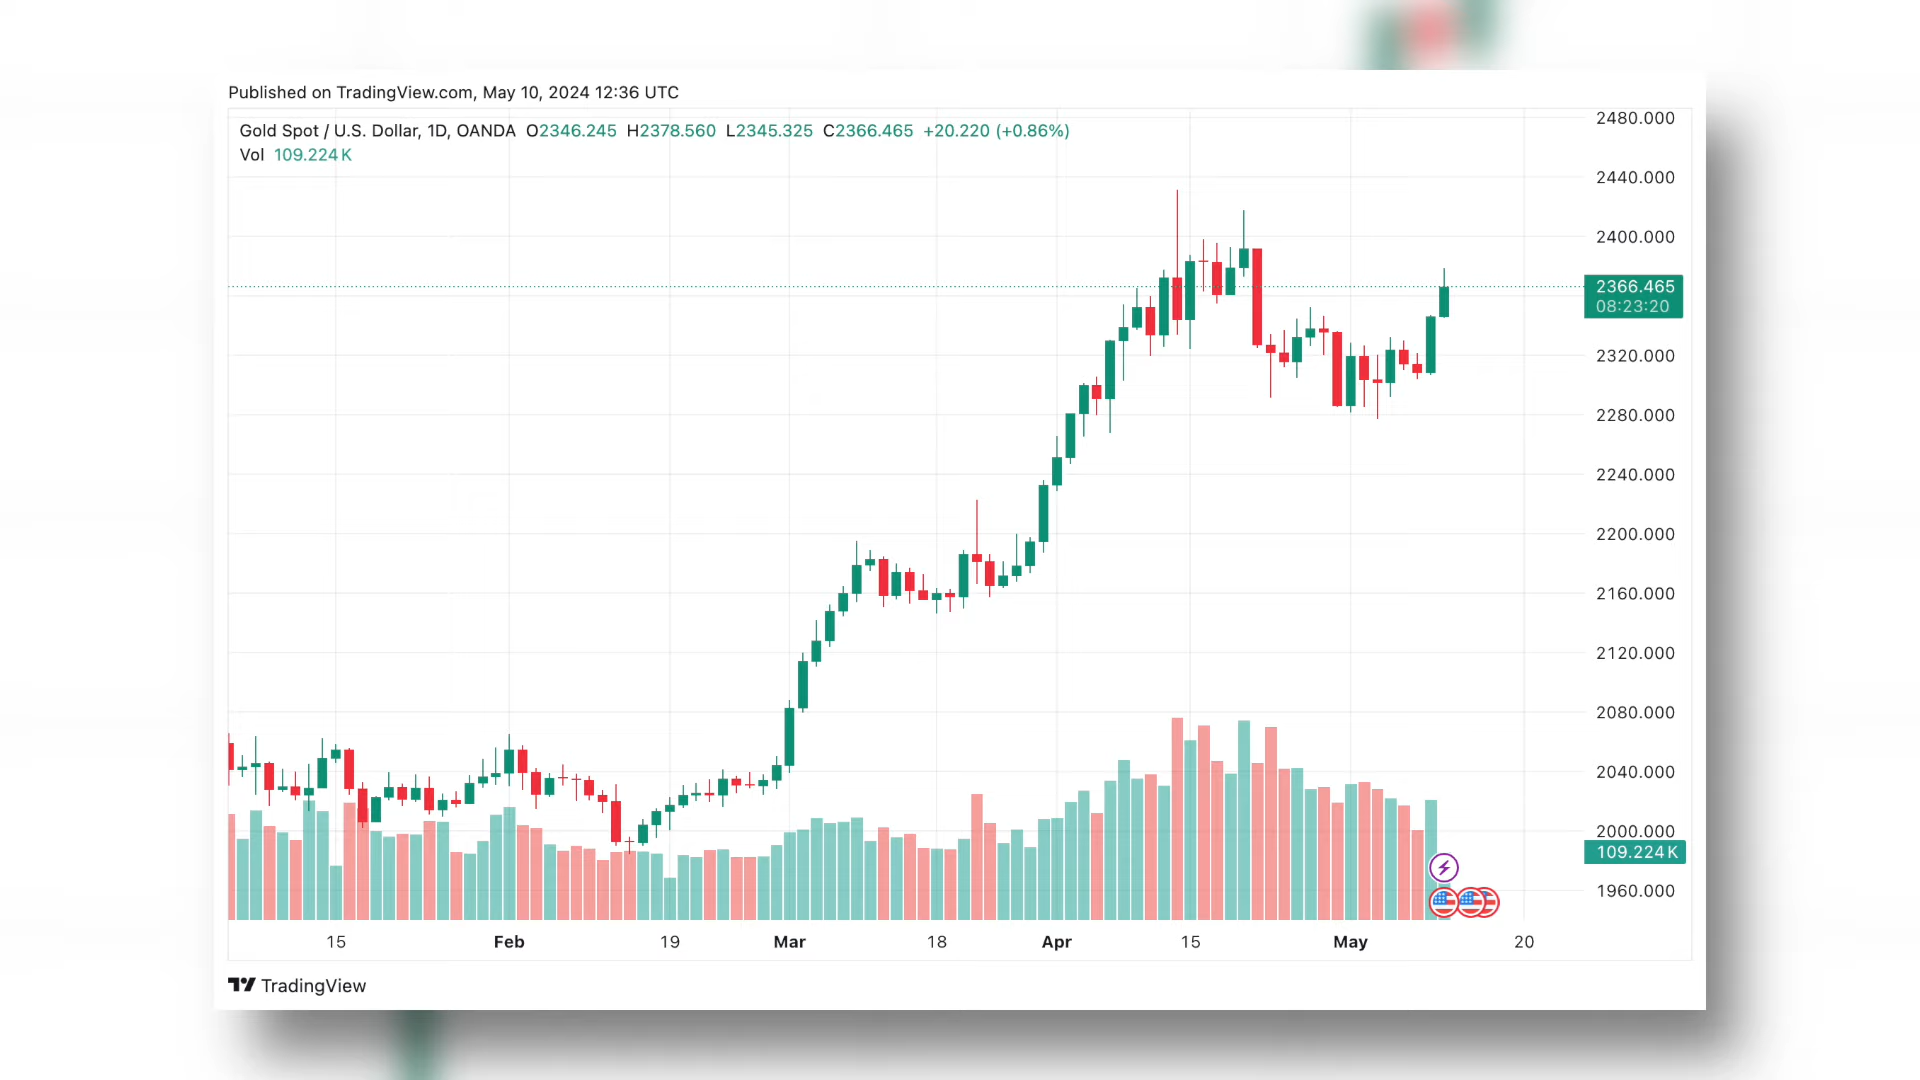 Published on TradingView.com, May 10, 2024 12:36 UTC
Gold Spot / U.S. Dollar, 1D, OANDA O2346.245 H2378.560 L2345.325 C2366.465 +20.220 (+0.86%)
Vol 109.224K
2480.000
2440.000
2400.000
2366.465
08:23:20
2320.000
2280.000
2240.000
2200.000
2160.000
2120.000
2080.000
2040.000
2000.000
109.224K
1960.000
15 Feb 19 Mar 18 Apr 15 May 20
TradingView